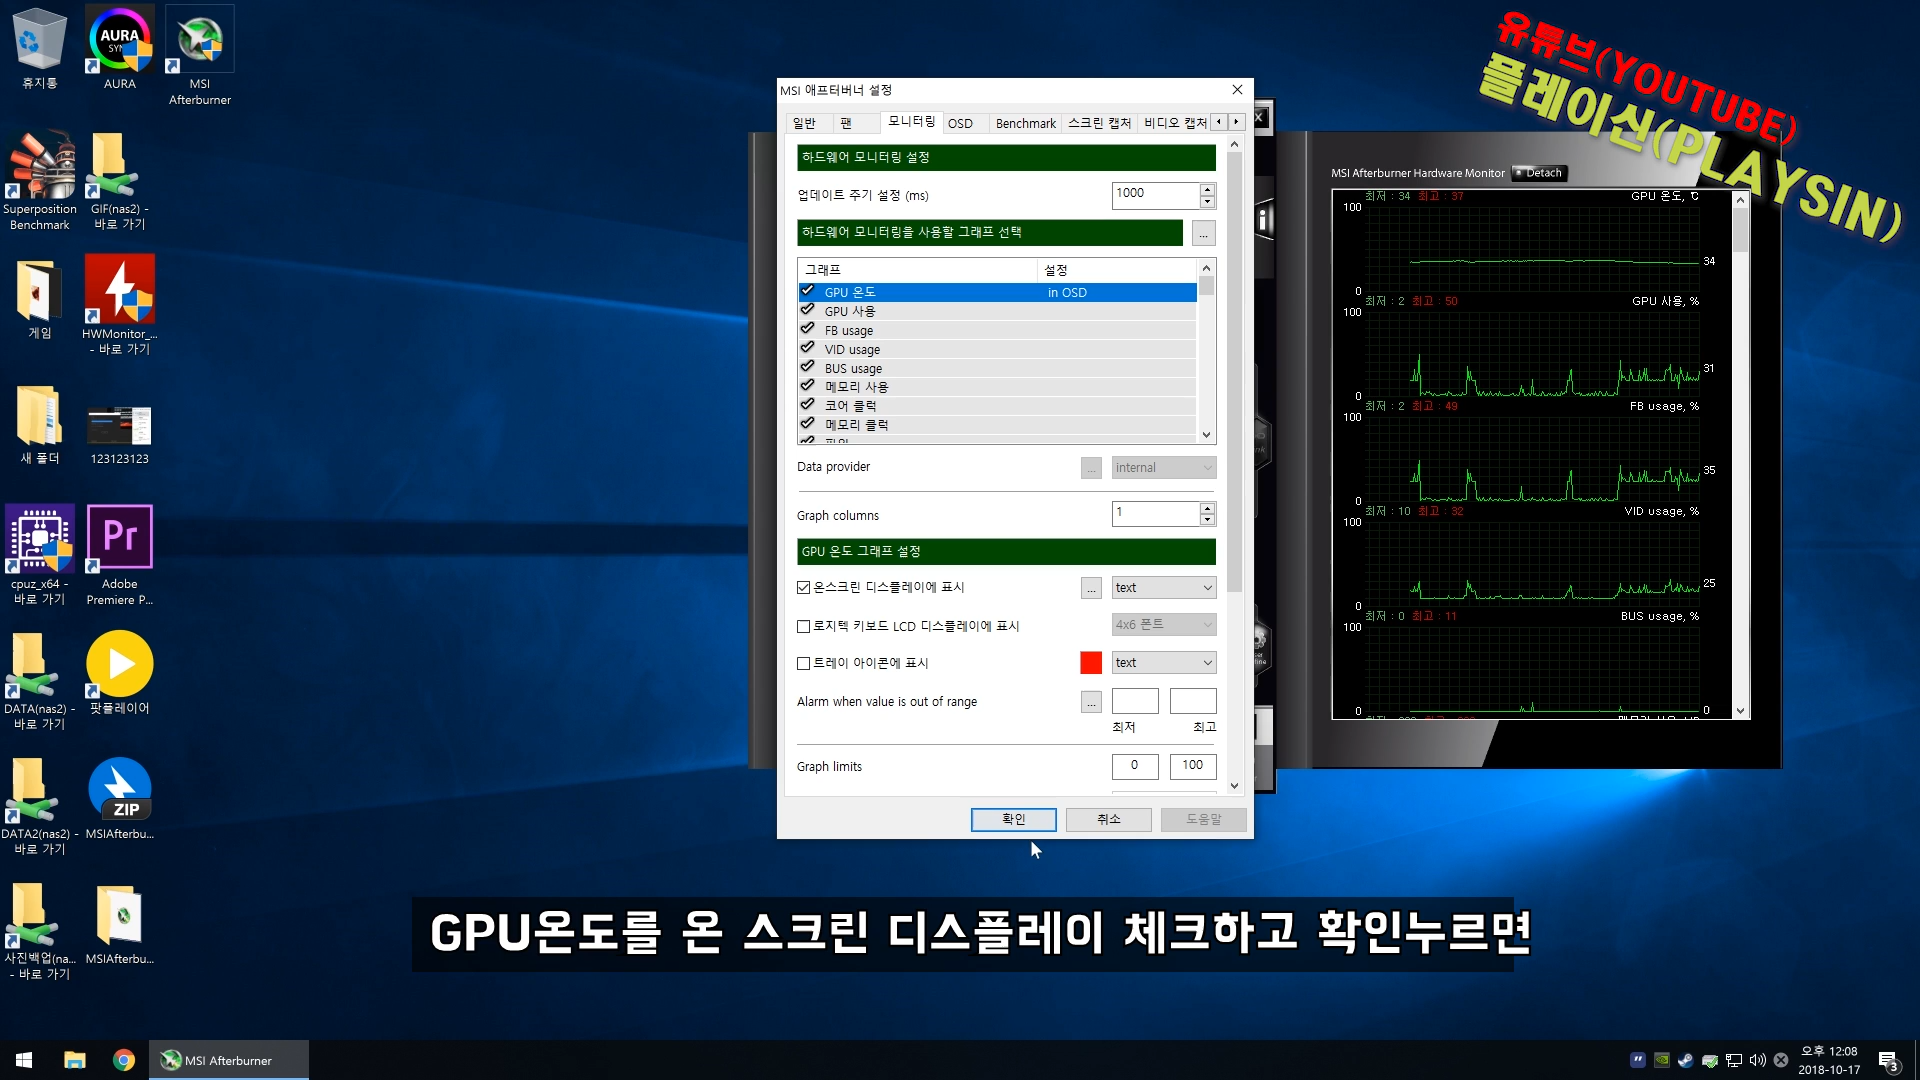 휴지통
AURA
SYNC
AURA
MSI
Afterburner
Superposition
Benchmark
GIF(nas2) -
바로 가기
게임
HWMonitor_...
- 바로 가기
새 폴더
123123123
cpuz_x64 -
바로 가기
Pr
Adobe
Premiere P...
DATA(nas2) -
바로 가기
팟플레이어
ZIP
DATA2(nas2) -
바로 가기
MSIAfterbu...
사진백업(na...
- 바로 가기
MSIAfterbu...
유튜브(YOUTUBE)
플레이신(PLAYSIN)
MSI 애프터버너 설정
일반 팬 모니터링 OSD Benchmark 스크린 캡처 비디오 캡처
하드웨어 모니터링 설정
업데이트 주기 설정 (ms) 1000
하드웨어 모니터링을 사용할 그래프 선택 ...
그래프 설정
GPU 온도 in OSD
GPU 사용
FB usage
VID usage
BUS usage
메모리 사용
코어 클럭
메모리 클럭
Data provider ... internal
Graph columns 1
GPU 온도 그래프 설정
온스크린 디스플레이에 표시 ... text
로지텍 키보드 LCD 디스플레이에 표시 4x6 폰트
트레이 아이콘에 표시 text
Alarm when value is out of range ...
최저 최고
Graph limits 0 100
확인 취소 도움말
MSI Afterburner Hardware Monitor Detach
최저 : 34 최고 : 37 GPU 온도, ℃
100
34
0
최저 : 2 최고 : 50 GPU 사용, %
100
31
0
최저 : 2 최고 : 49 FB usage, %
100
35
0
최저 : 10 최고 : 32 VID usage, %
100
25
0
최저 : 0 최고 : 11 BUS usage, %
100
0
0
GPU온도를 온 스크린 디스플레이 체크하고 확인누르면
MSI Afterburner
오후 12:08
2018-10-17
3